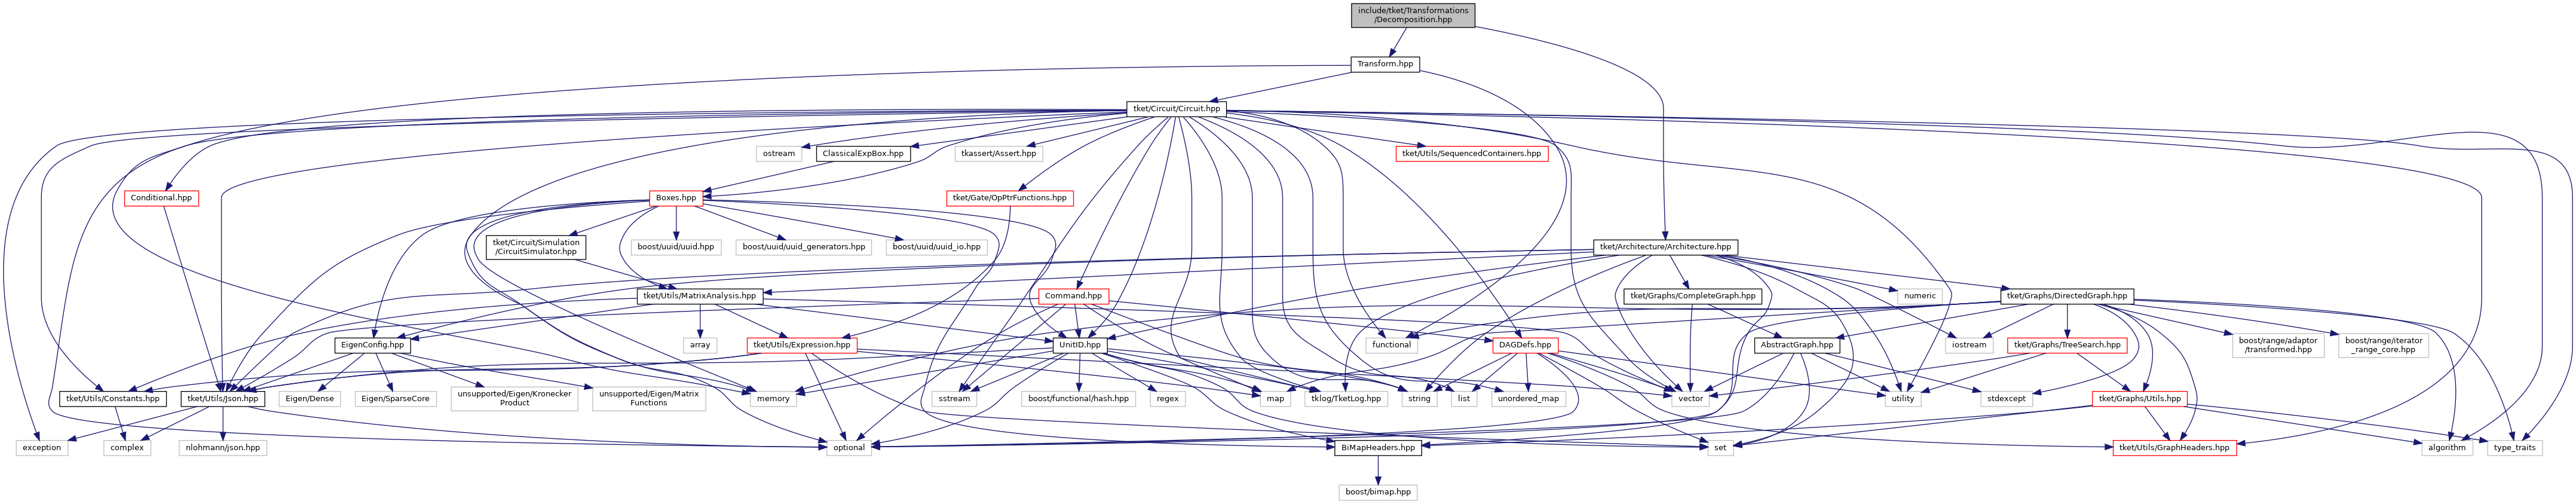 include/tket/Transformations
/Decomposition.hpp
Transform.hpp
tket/Circuit/Circuit.hpp
ostream
ClassicalExpBox.hpp
tkassert/Assert.hpp
tket/Utils/SequencedContainers.hpp
Conditional.hpp
Boxes.hpp
tket/Gate/OpPtrFunctions.hpp
tket/Circuit/Simulation
/CircuitSimulator.hpp
boost/uuid/uuid.hpp
boost/uuid/uuid_generators.hpp
boost/uuid/uuid_io.hpp
tket/Architecture/Architecture.hpp
tket/Utils/MatrixAnalysis.hpp
Command.hpp
tket/Graphs/CompleteGraph.hpp
numeric
tket/Graphs/DirectedGraph.hpp
EigenConfig.hpp
array
tket/Utils/Expression.hpp
UnitID.hpp
functional
DAGDefs.hpp
AbstractGraph.hpp
iostream
tket/Graphs/TreeSearch.hpp
boost/range/adaptor
/transformed.hpp
boost/range/iterator
_range_core.hpp
tket/Utils/Constants.hpp
tket/Utils/Json.hpp
Eigen/Dense
Eigen/SparseCore
unsupported/Eigen/Kronecker
Product
unsupported/Eigen/Matrix
Functions
memory
sstream
boost/functional/hash.hpp
regex
map
tklog/TketLog.hpp
string
list
unordered_map
vector
utility
stdexcept
tket/Graphs/Utils.hpp
exception
complex
nlohmann/json.hpp
optional
BiMapHeaders.hpp
set
tket/Utils/GraphHeaders.hpp
algorithm
type_traits
boost/bimap.hpp